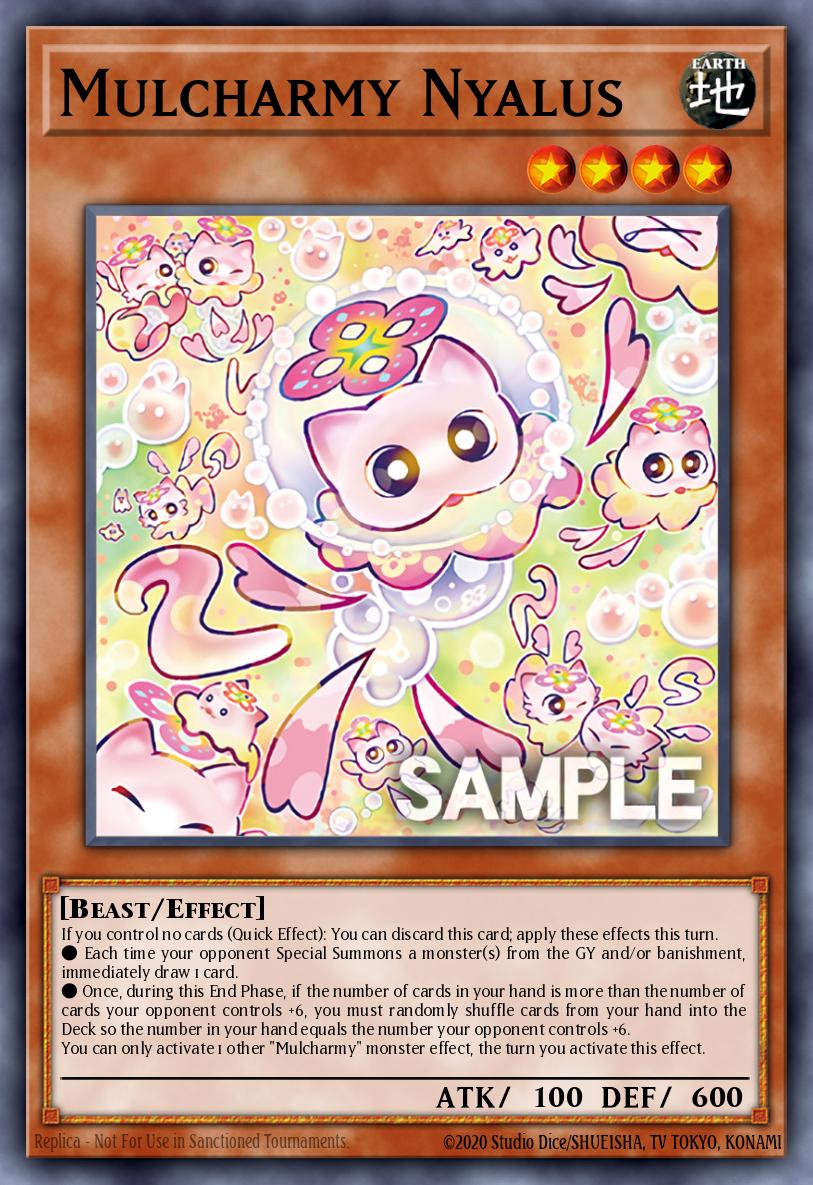 Mulcharmy Nyalus
EARTH
地
SAMPLE
[Beast/Effect]
If you control no cards (Quick Effect): You can discard this card; apply these effects this turn.
● Each time your opponent Special Summons a monster(s) from the GY and/or banishment,
immediately draw 1 card.
● Once, during this End Phase, if the number of cards in your hand is more than the number of
cards your opponent controls +6, you must randomly shuffle cards from your hand into the
Deck so the number in your hand equals the number your opponent controls +6.
You can only activate 1 other "Mulcharmy" monster effect, the turn you activate this effect.
ATK/ 100 DEF/ 600
Replica - Not For Use in Sanctioned Tournaments.
©2020 Studio Dice/SHUEISHA, TV TOKYO, KONAMI